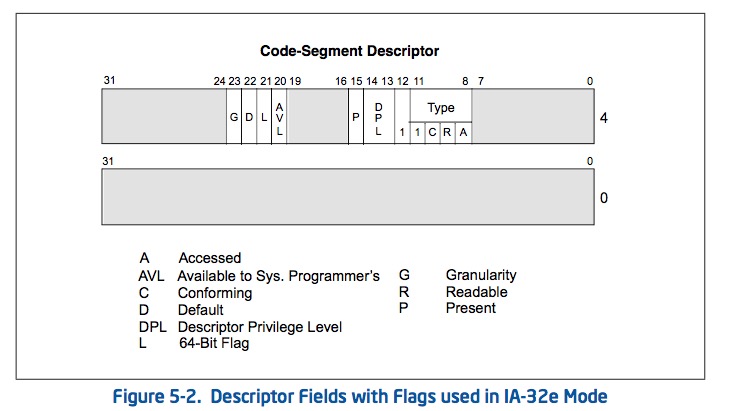 Code-Segment Descriptor
31 24 23 22 21 20 19 16 15 14 13 12 11 8 7 0
G D L AVL P DPL 1 Type 1 C R A 4
31 0
0
A Accessed
AVL Available to Sys. Programmer's
C Conforming
D Default
DPL Descriptor Privilege Level
L 64-Bit Flag
G Granularity
R Readable
P Present
Figure 5-2. Descriptor Fields with Flags used in IA-32e Mode